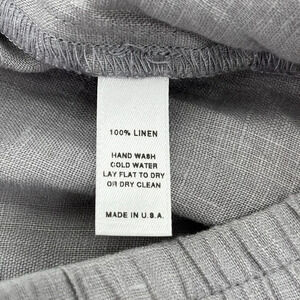 100% LINEN
HAND WASH
COLD WATER
LAY FLAT TO DRY
OR DRY CLEAN
MADE IN U.S.A.